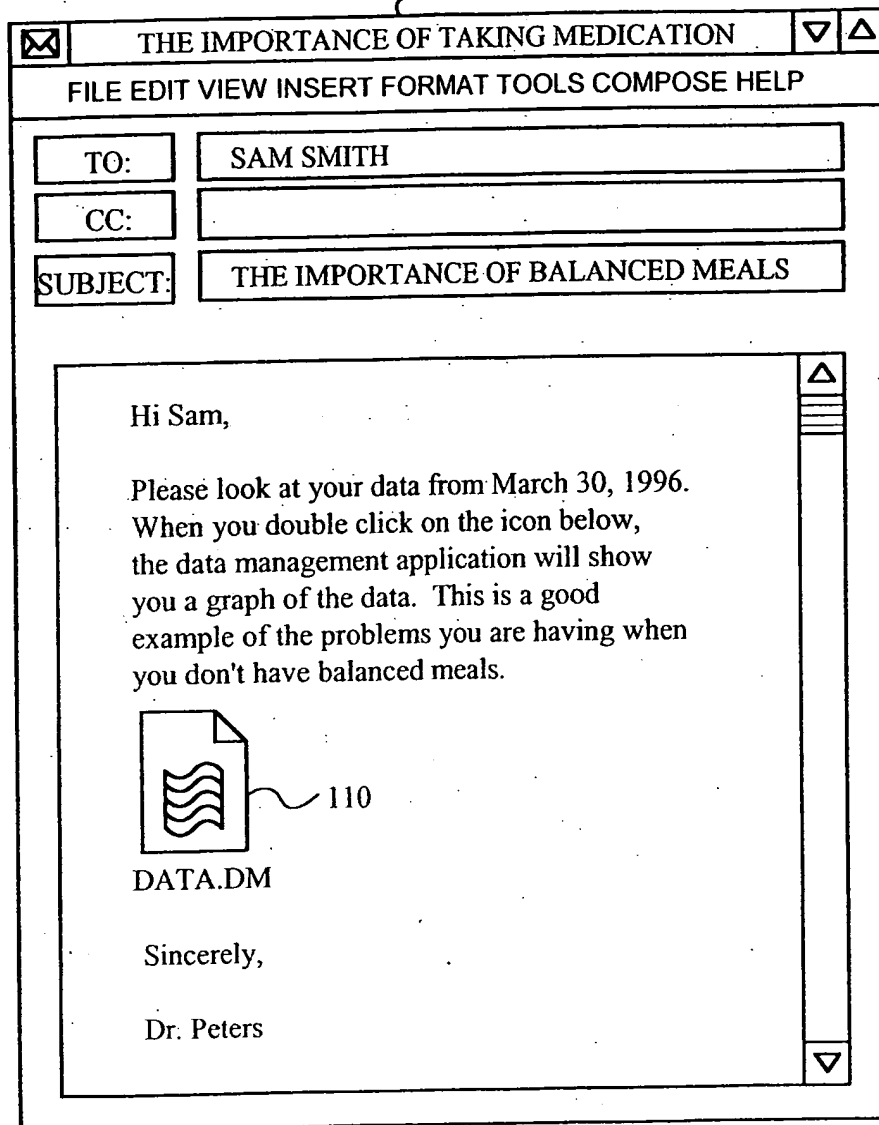 THE IMPORTANCE OF TAKING MEDICATION
FILE EDIT VIEW INSERT FORMAT TOOLS COMPOSE HELP
TO: SAM SMITH
CC:
SUBJECT: THE IMPORTANCE OF BALANCED MEALS
Hi Sam,
Please look at your data from March 30, 1996.
When you double click on the icon below,
the data management application will show
you a graph of the data. This is a good
example of the problems you are having when
you don't have balanced meals.
110
DATA.DM
Sincerely,
Dr. Peters